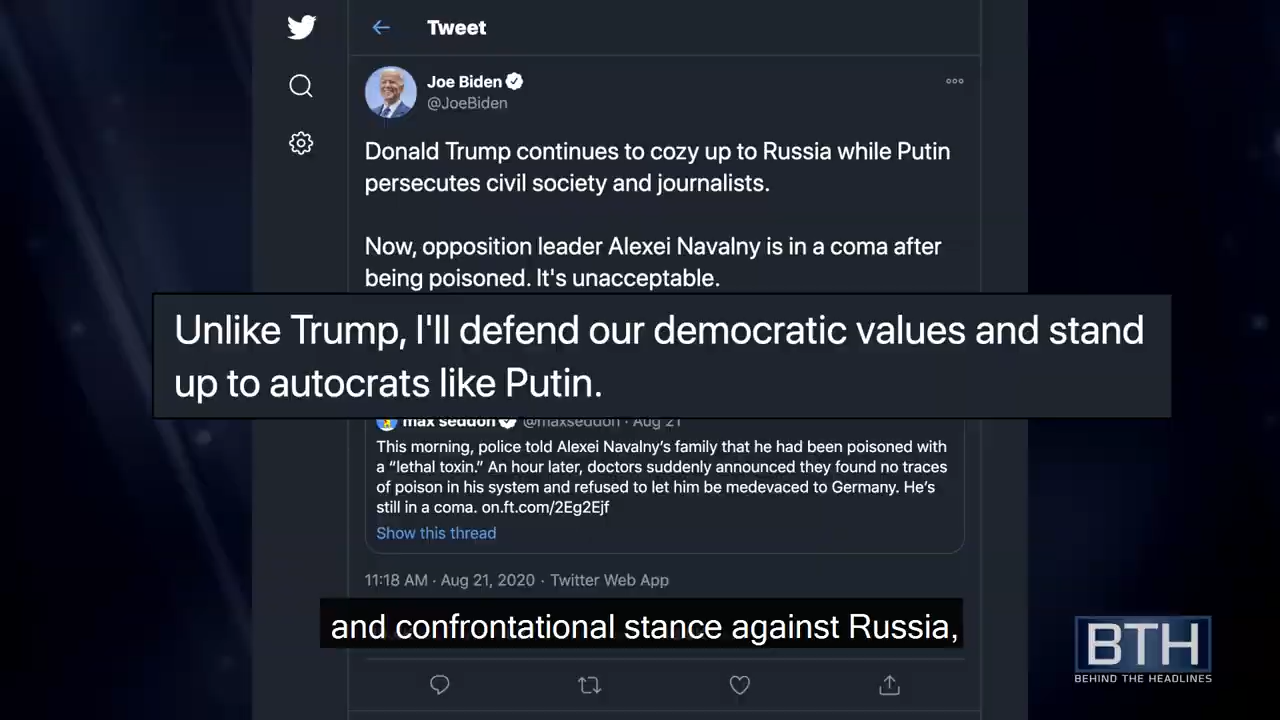 Tweet
Joe Biden
@JoeBiden
Donald Trump continues to cozy up to Russia while Putin
persecutes civil society and journalists.
Now, opposition leader Alexei Navalny is in a coma after
being poisoned. It's unacceptable.
Unlike Trump, I'll defend our democratic values and stand
up to autocrats like Putin.
max seddon @maxseddon · Aug 21
This morning, police told Alexei Navalny's family that he had been poisoned with
a “lethal toxin.” An hour later, doctors suddenly announced they found no traces
of poison in his system and refused to let him be medevaced to Germany. He's
still in a coma. on.ft.com/2Eg2Ejf
Show this thread
11:18 AM · Aug 21, 2020 · Twitter Web App
and confrontational stance against Russia,
BTH
BEHIND THE HEADLINES